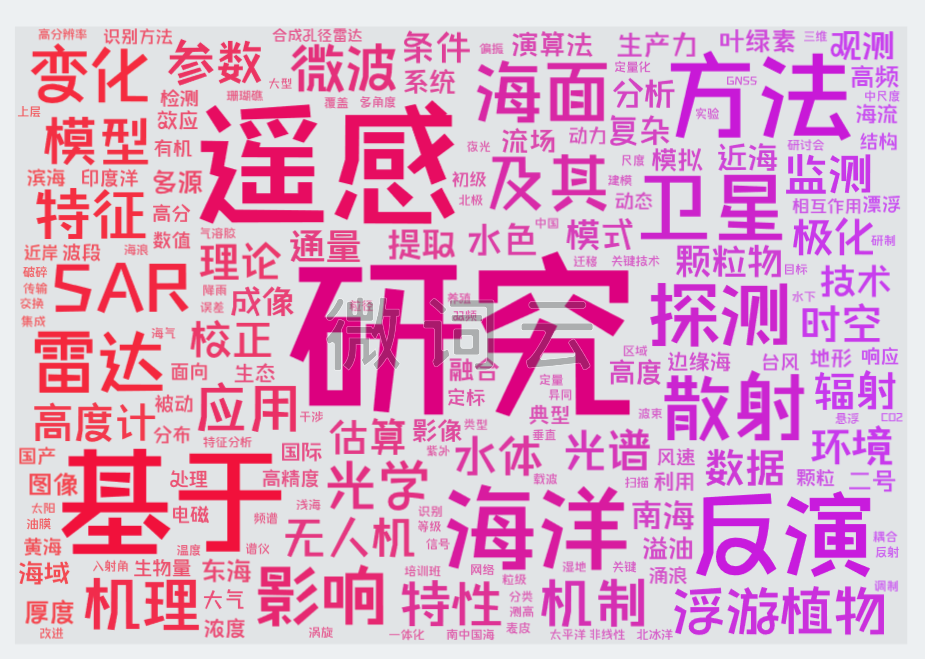 高分辨率
识别方法
合成孔径雷达
条件
偏振
演算法
生产力
叶绿素
三维
观测
变化
参数
微波
系统
海面
分析
定量化
方法
GNSS
高频
中尺度
大型
珊瑚礁
覆盖
多角度
上层
检测
效应
模型
有机
遥感
夜光
流场
动力
复杂
实验
海流
结构
尺度
模拟
近海
研讨会
监测
滨海
印度洋
多源
初级
北极
及其
建模
动态
卫星
相互作用
漂浮
特征
高分
数值
气溶胶
中国
近岸
波段
海浪
理论
通量
提取
水色
模式
迁移
关键技术
颗粒物
目标
极化
研制
破碎
传输
交换
集成
SAR
降雨
误差
成像
研究
探测
水下
技术
时空
微词云
雷达
海气
校正
面向
生态
融合
定标
定量
异同
区域
高度
边缘海
台风
地形
响应
高度计
被动
分布
应用
干涉
特征分析
估算
影像
类型
紫外
典型
垂直
散射
辐射
悬浮
CO2
国产
国际
水体
光谱
风速
数据
环境
图像
基于
处理
高精度
光学
载波
扫描
利用
颗粒
二号
太阳
油膜
电磁
频谱
浅海
识别
等级
信号
海洋
南海
溢油
反演
耦合
反射
黄海
温度
谱仪
无人机
海域
入射角
生物量
东海
影响
培训班
网络
粒级
湿地
关键
涌浪
调制
厚度
改进
机理
大气
浓度
涡旋
特性
一体化
南中国海
分类
测高
麦皮
机制
太平洋
非线性
北冰洋
浮游植物